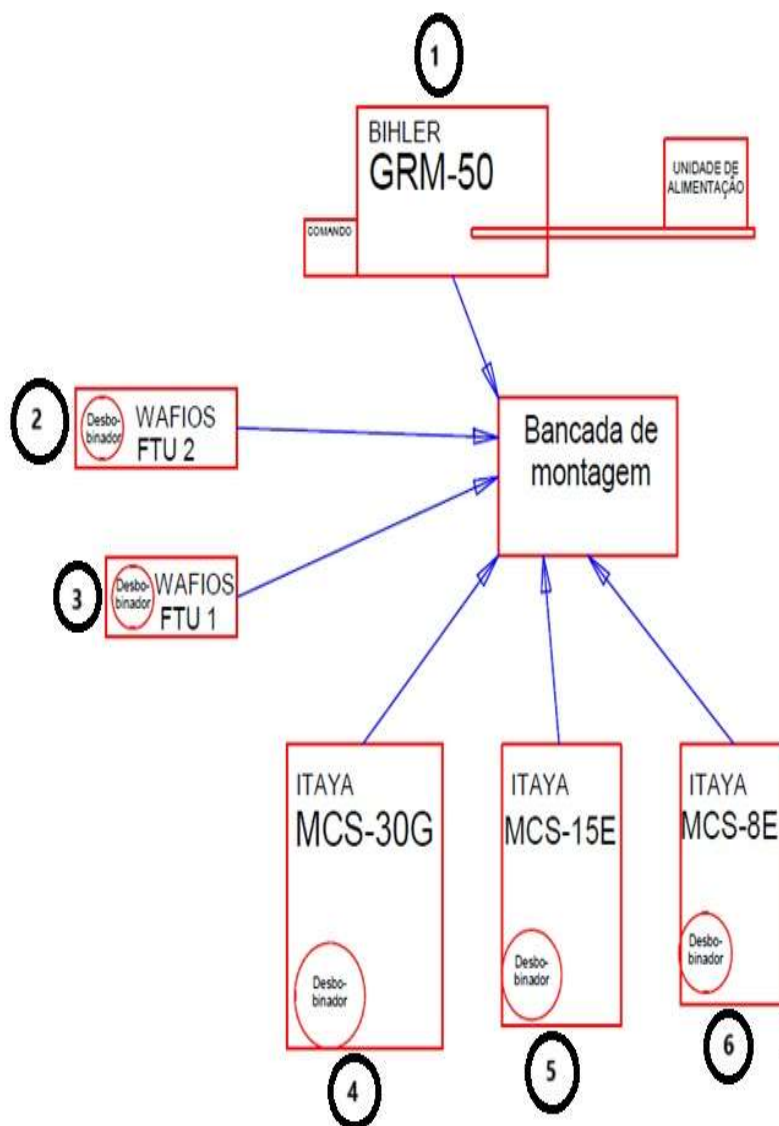 1
BIHLER
GRM-50
UNIDADE DE
ALIMENTAÇÃO
COMANDO
2
Desbo-
binador
WAFIOS
FTU 2
Bancada de
montagem
3
Desbo-
binador
WAFIOS
FTU 1
ITAYA
MCS-30G
Desbo-
binador
4
ITAYA
MCS-15E
Desbo-
binador
5
ITAYA
MCS-8E
Desbo-
binador
6